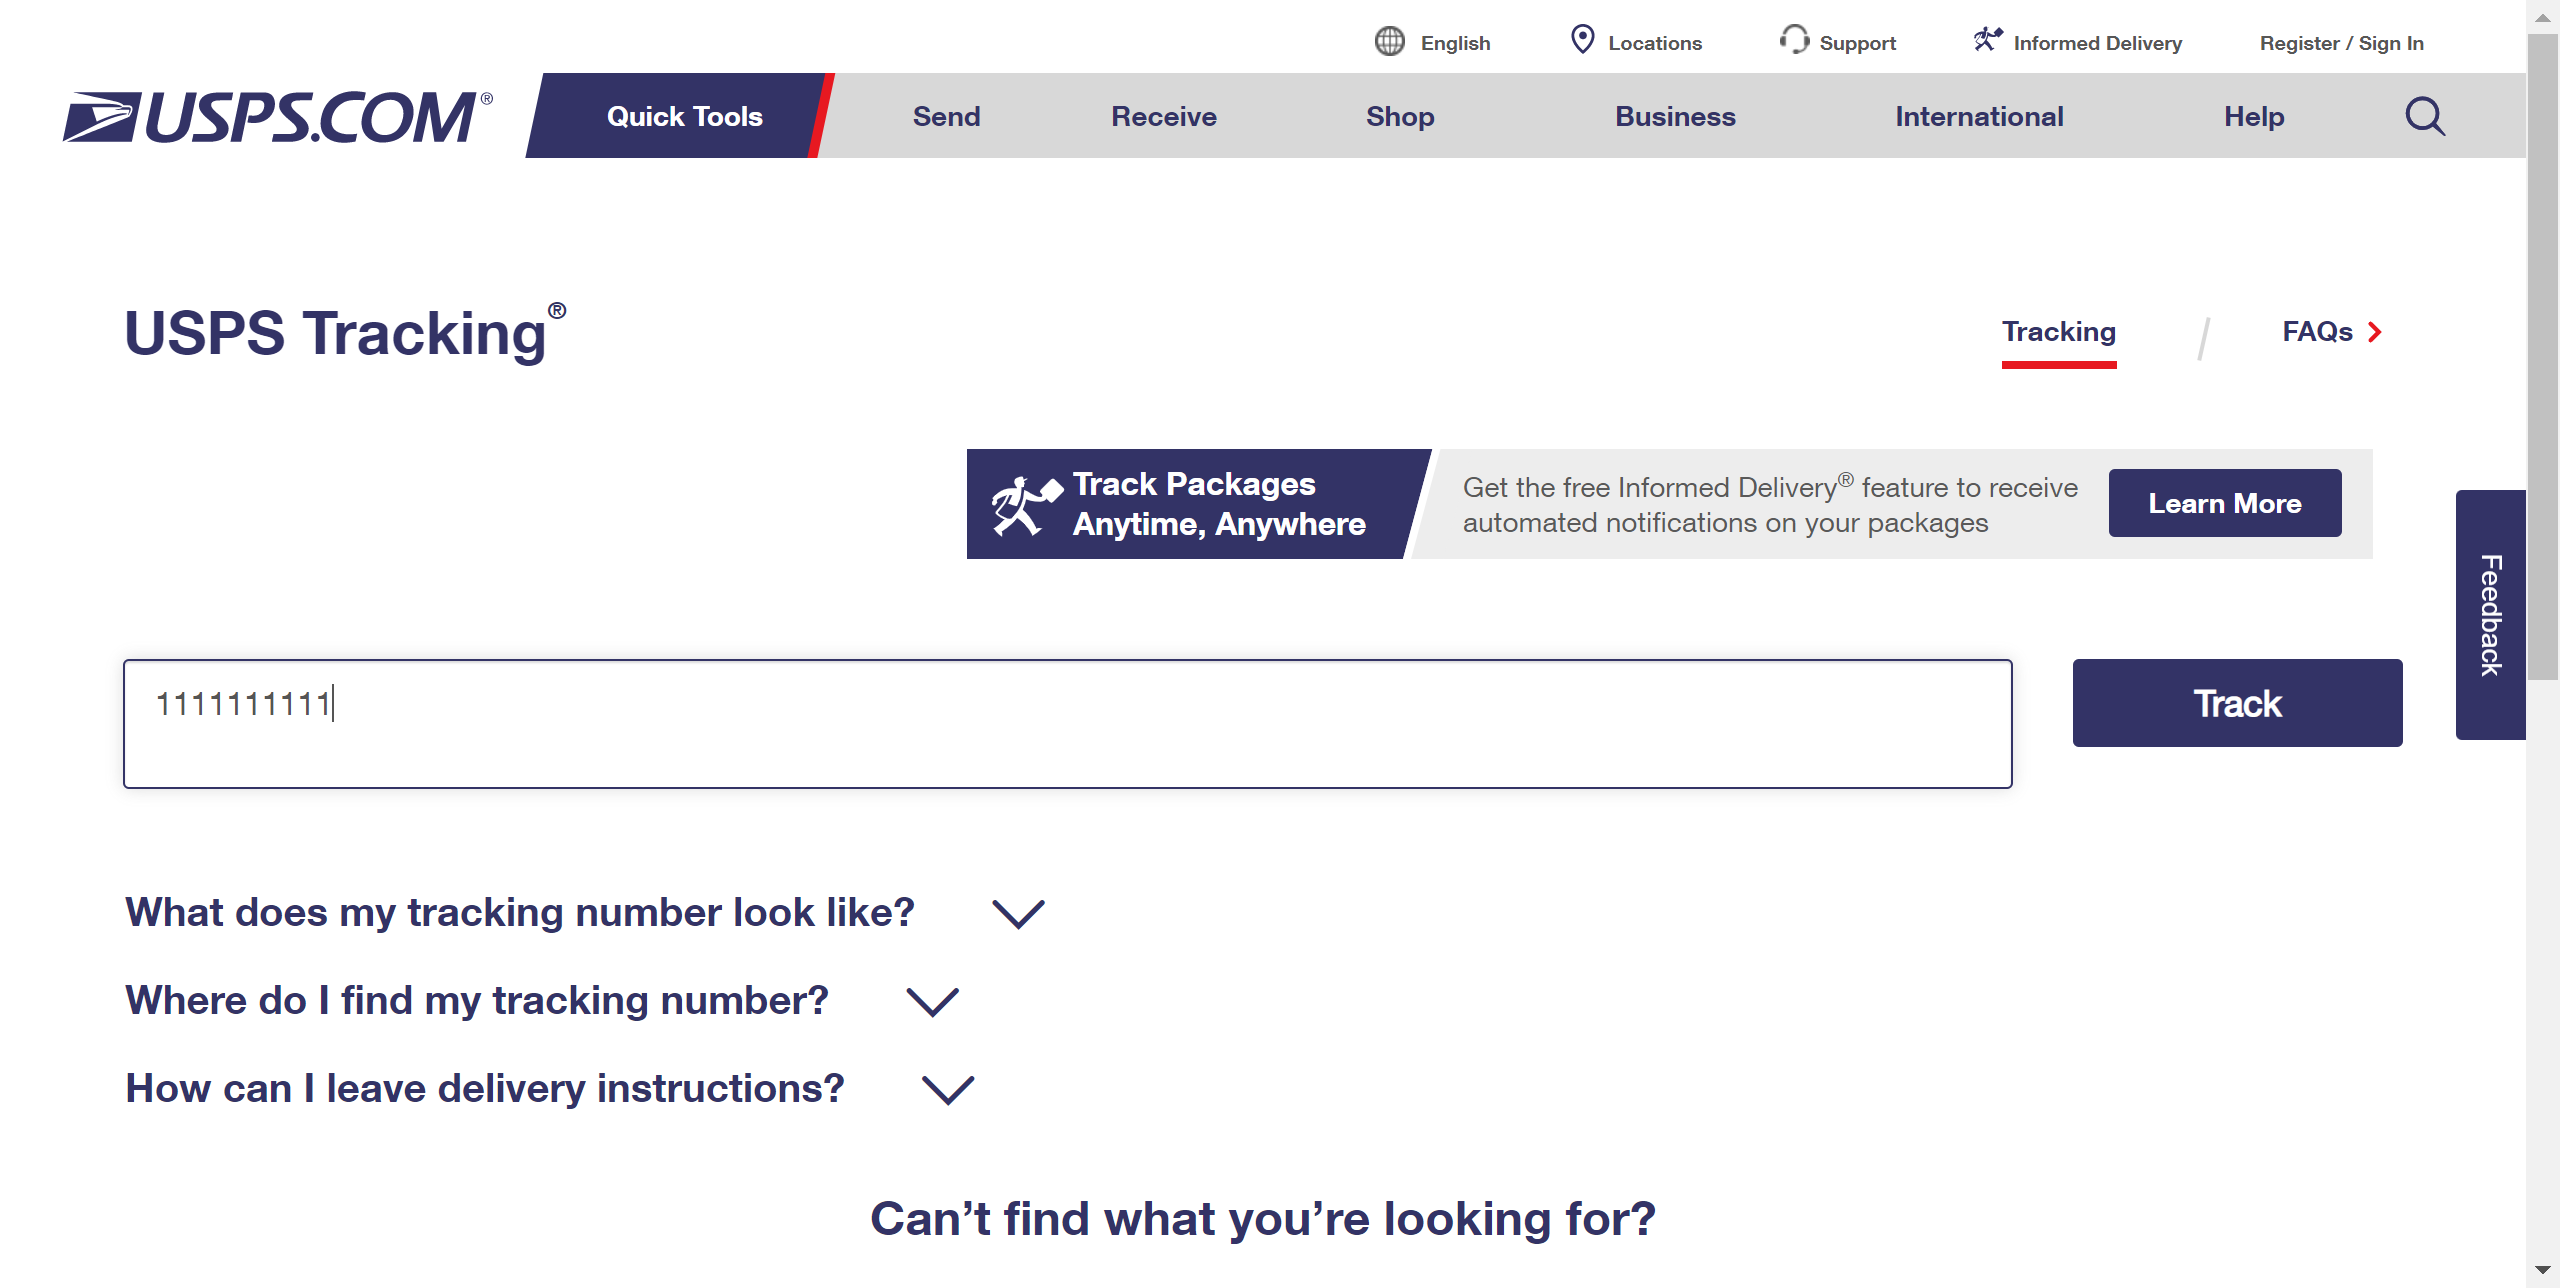 English
Locations
Support
Informed Delivery
Register / Sign In
USPS.COM®
Quick Tools
Send
Receive
Shop
Business
International
Help
USPS Tracking®
Tracking
FAQs
Track Packages
Anytime, Anywhere
Get the free Informed Delivery® feature to receive
automated notifications on your packages
Learn More
Feedback
1111111111
Track
What does my tracking number look like?
Where do I find my tracking number?
How can I leave delivery instructions?
Can’t find what you’re looking for?